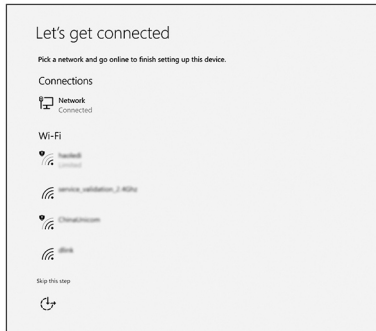 Let's get connected
Pick a network and go online to finish setting up this device.
Connections
Network
Connected
Wi-Fi
Limited
service_validation_2.4Ghz
ChinaUnicom
dlink
Skip this step